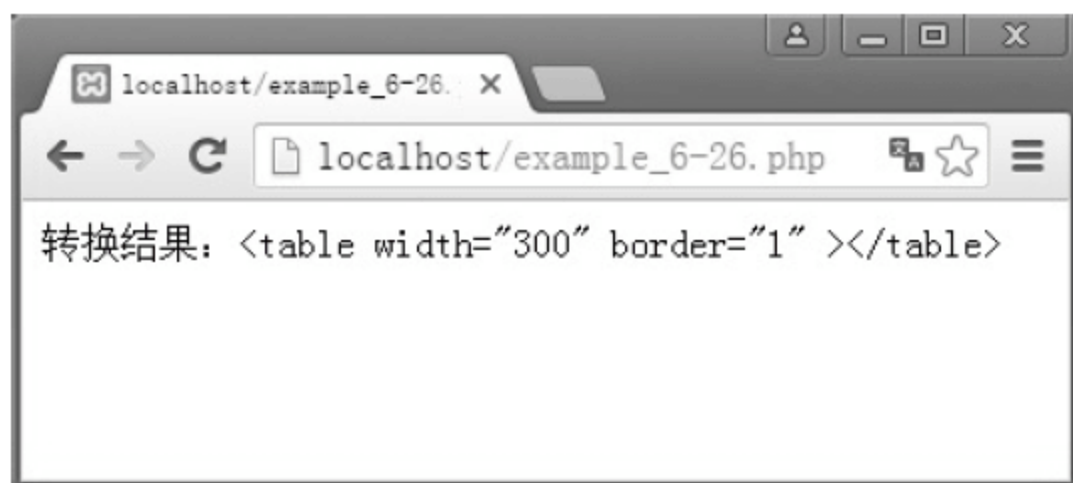 localhost/example_6-26.
localhost/example_6-26.php
转换结果：<table width="300" border="1" ></table>